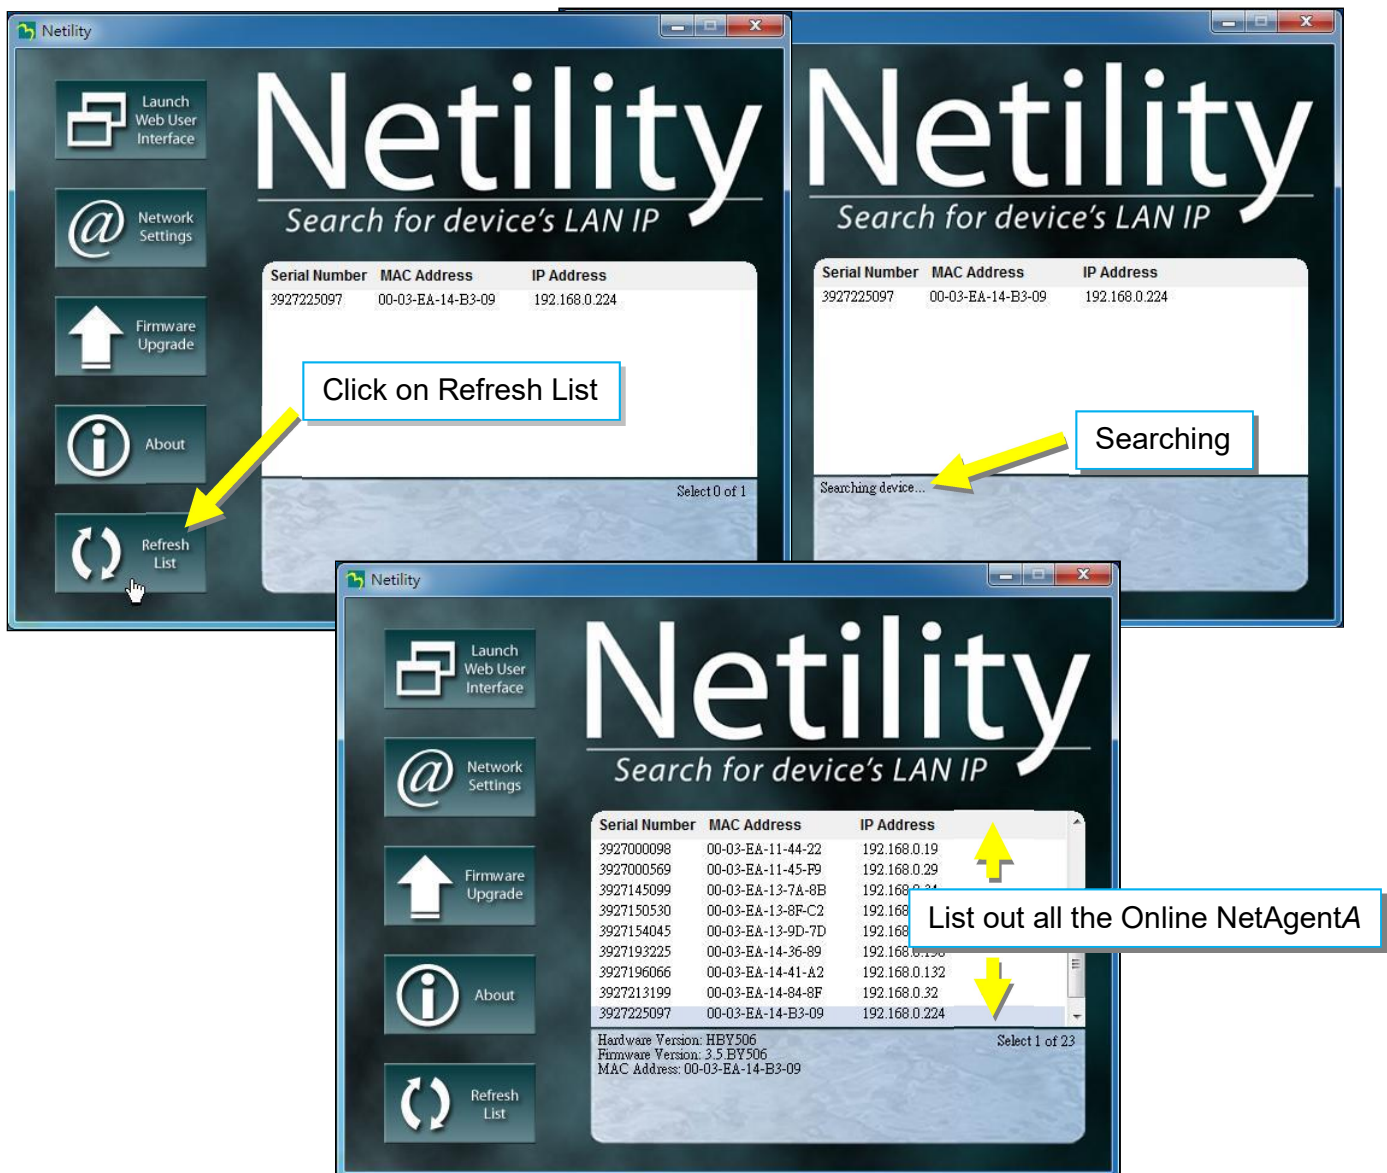 Netility
Launch
Web User
Interface
Network
Settings
Firmware
Upgrade
About
Refresh
List
Netility
Search for device's LAN IP
Serial Number MAC Address IP Address
3927225097 00-03-EA-14-B3-09 192.168.0.224
Click on Refresh List
Select 0 of 1
Netility
Search for device's LAN IP
Serial Number MAC Address IP Address
3927225097 00-03-EA-14-B3-09 192.168.0.224
Searching
Searching device...
Netility
Launch
Web User
Interface
Network
Settings
Firmware
Upgrade
About
Refresh
List
Netility
Search for device's LAN IP
Serial Number MAC Address IP Address
3927000098 00-03-EA-11-44-22 192.168.0.19
3927000569 00-03-EA-11-45-F9 192.168.0.29
3927145099 00-03-EA-13-7A-8B
3927150530 00-03-EA-13-8F-C2 192.168
3927154045 00-03-EA-13-9D-7D 192.168
3927193225 00-03-EA-14-36-89
3927196066 00-03-EA-14-41-A2 192.168.0.132
3927213199 00-03-EA-14-84-8F 192.168.0.32
3927225097 00-03-EA-14-B3-09 192.168.0.224
List out all the Online NetAgentA
Hardware Version: HBY506
Firmware Version: 3.5.BY506
MAC Address: 00-03-EA-14-B3-09
Select 1 of 23